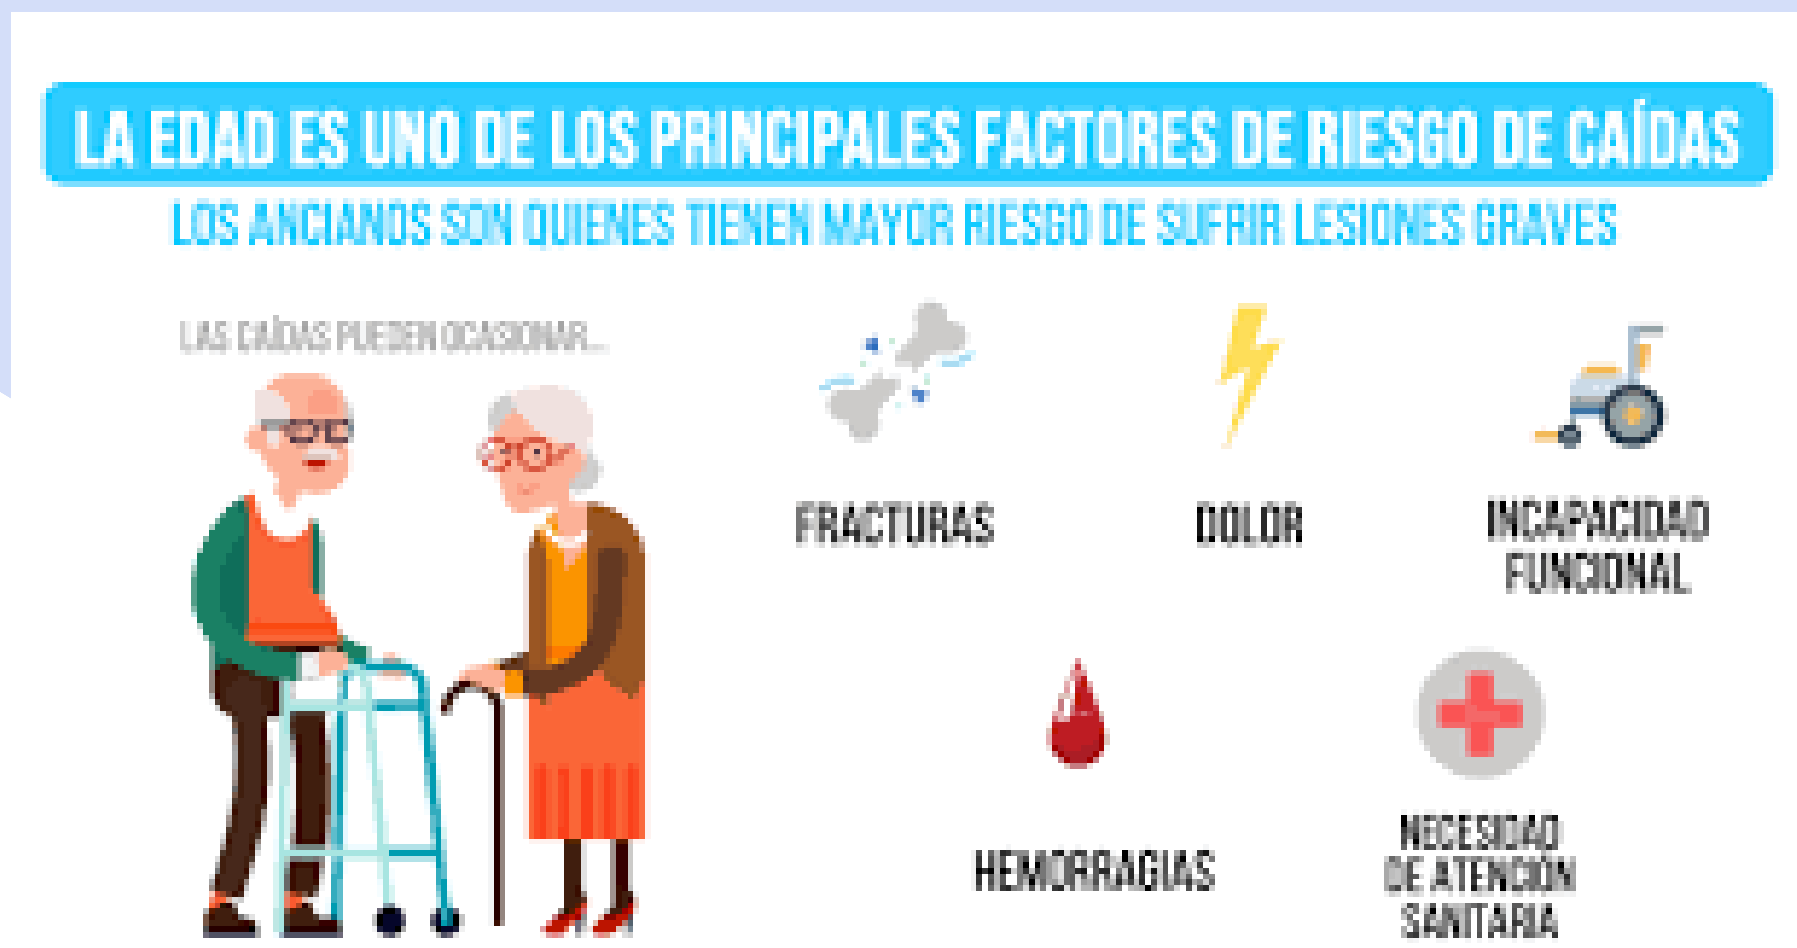 LA EDAD ES UNO DE LOS PRINCIPALES FACTORES DE RIESGO DE CAÍDAS
LOS ANCIANOS SON QUIENES TIENEN MAYOR RIESGO DE SUFRIR LESIONES GRAVES
LAS CAÍDAS PUEDEN OCASIONAR...
FRACTURAS
DOLOR
INCAPACIDAD
FUNCIONAL
HEMORRAGIAS
NECESIDAD
DE ATENCIÓN
SANITARIA